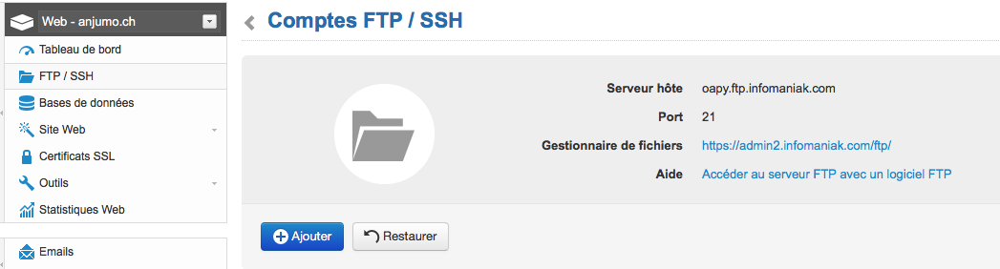 Web - anjumo.ch
Tableau de bord
FTP / SSH
Bases de données
Site Web
Certificats SSL
Outils
Statistiques Web
Emails
Comptes FTP / SSH
Serveur hôte oapy.ftp.infomaniak.com
Port 21
Gestionnaire de fichiers https://admin2.infomaniak.com/ftp/
Aide Accéder au serveur FTP avec un logiciel FTP
Ajouter Restaurer